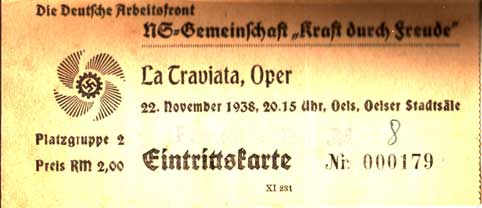 Die Deutsche Arbeitsfront
NS=Gemeinschaft „Kraft durch Freude“
La Traviata, Oper
22. November 1938, 20.15 Uhr, Oels, Oelser Stadtsäle
8
Platzgruppe 2
Preis RM 2,00
Eintrittskarte
Nr. 000179
XI 231